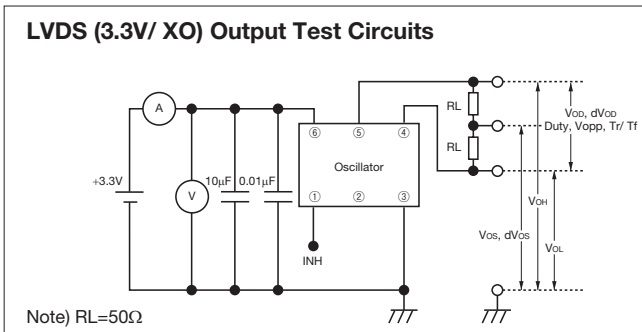 LVDS (3.3V/ XO) Output Test Circuits
A
+3.3V
V
10µF
0.01µF
⑥
⑤
④
Oscillator
①
②
③
INH
RL
RL
VOD, dVOD
Duty, Vopp, Tr/ Tf
VOH
VOS, dVOS
VOL
Note) RL=50Ω